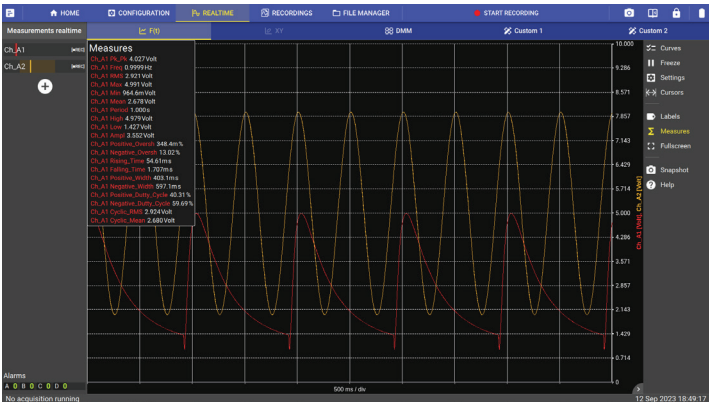 HOME
CONFIGURATION
REALTIME
RECORDINGS
FILE MANAGER
START RECORDING
Measurements realtime
F(t)
XY
DMM
Custom 1
Custom 2
Ch_A1
Ch_A2
Measures
Ch_A1 Pk_Pk 4.027Volt
Ch_A1 Freq 0.9999Hz
Ch_A1 RMS 2.921Volt
Ch_A1 Max 4.991Volt
Ch_A1 Min 964.6mVolt
Ch_A1 Mean 2.678Volt
Ch_A1 Period 1.000s
Ch_A1 High 4.979Volt
Ch_A1 Low 1.427Volt
Ch_A1 Ampl 3.552Volt
Ch_A1 Positive_Oversh 348.4m%
Ch_A1 Negative_Oversh 13.02%
Ch_A1 Rising_Time 54.61ms
Ch_A1 Falling_Time 1.707ms
Ch_A1 Positive_Width 403.1ms
Ch_A1 Negative_Width 597.1ms
Ch_A1 Positive_Dutty_Cycle 40.31%
Ch_A1 Negative_Dutty_Cycle 59.69%
Ch_A1 Cyclic_RMS 2.924Volt
Ch_A1 Cyclic_Mean 2.680Volt
10.000
9.286
8.571
7.857
7.143
6.429
5.714
5.000
4.286
3.571
2.857
2.143
1.429
0.714
0
Ch_A1 [Volt], Ch_A2 [Volt]
500 ms / div
Curves
Freeze
Settings
Cursors
Labels
Measures
Fullscreen
Snapshot
Help
Alarms
A 0 B 0 C 0 D 0
No acquisition running
12 Sep 2023 18:49:17